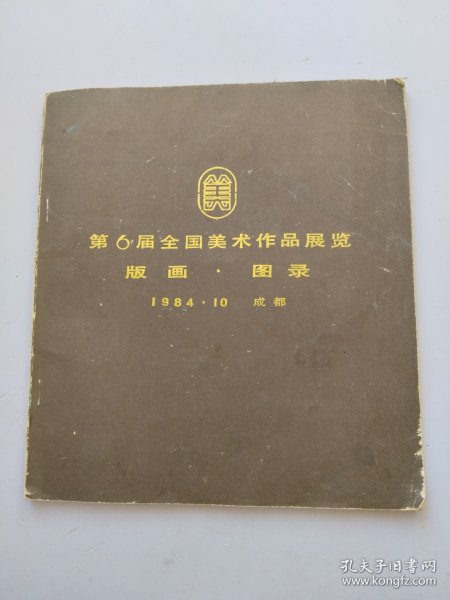 美
第6届全国美术作品展览
版画·图录
1984·10 成都
孔夫子旧书网
www.kongfz.com